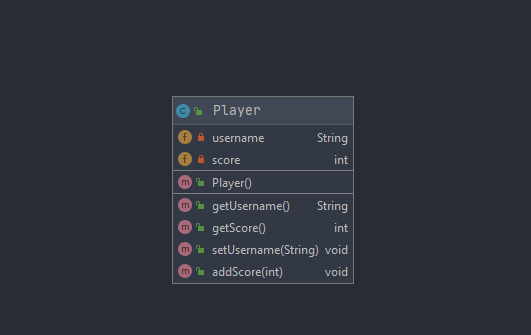 Player
username String
score int
Player()
getUsername() String
getScore() int
setUsername(String) void
addScore(int) void